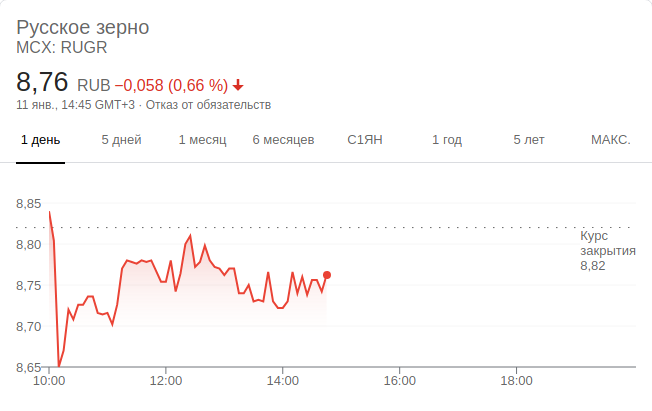 Русское зерно
MCX: RUGR
8,76 RUB −0,058 (0,66 %)
11 янв., 14:45 GMT+3 · Отказ от обязательств
1 день 5 дней 1 месяц 6 месяцев С1ЯН 1 год 5 лет МАКС.
8,85
Курс
закрытия
8,82
8,80
8,75
8,70
8,65
10:00 12:00 14:00 16:00 18:00